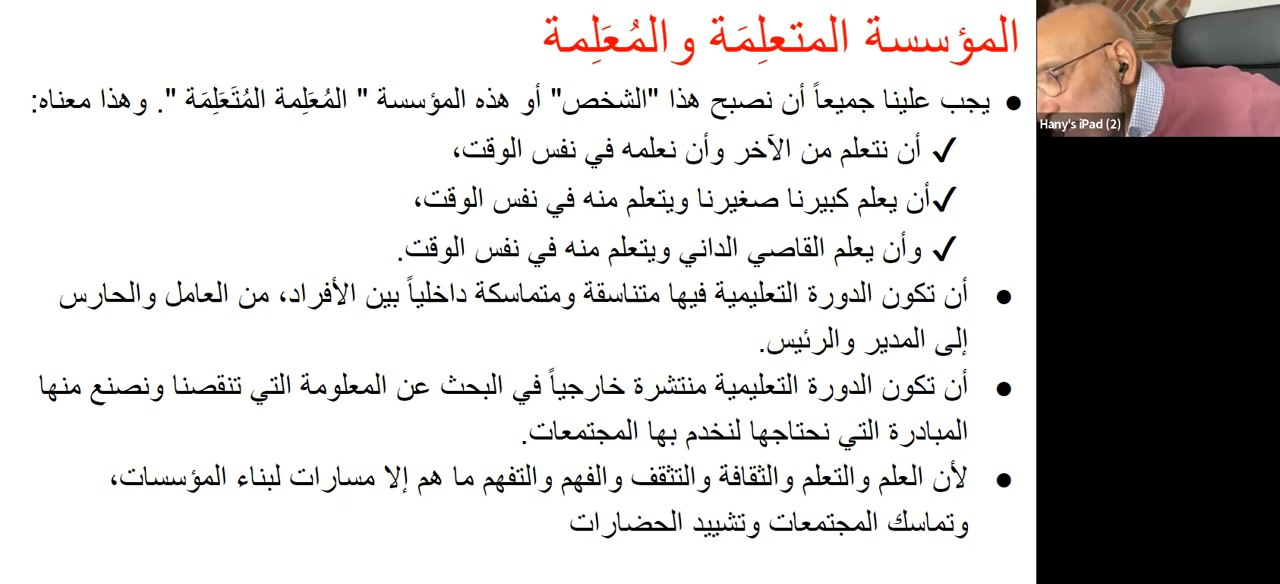 المؤسسة المتعلِمَة والمُعَلِمة
● يجب علينا جميعاً أن نصبح هذا "الشخص" أو هذه المؤسسة " المُعَلِمة المُتَعَلِمَة ". وهذا معناه:
✓ أن نتعلم من الآخر وأن نعلمه في نفس الوقت،
✓أن يعلم كبيرنا صغيرنا ويتعلم منه في نفس الوقت،
✓ وأن يعلم القاصي الداني ويتعلم منه في نفس الوقت.
● أن تكون الدورة التعليمية فيها متناسقة ومتماسكة داخلياً بين الأفراد، من العامل والحارس
إلى المدير والرئيس.
● أن تكون الدورة التعليمية منتشرة خارجياً في البحث عن المعلومة التي تنقصنا ونصنع منها
المبادرة التي نحتاجها لنخدم بها المجتمعات.
● لأن العلم والتعلم والثقافة والتثقف والفهم والتفهم ما هم إلا مسارات لبناء المؤسسات،
وتماسك المجتمعات وتشييد الحضارات
Hany's iPad (2)